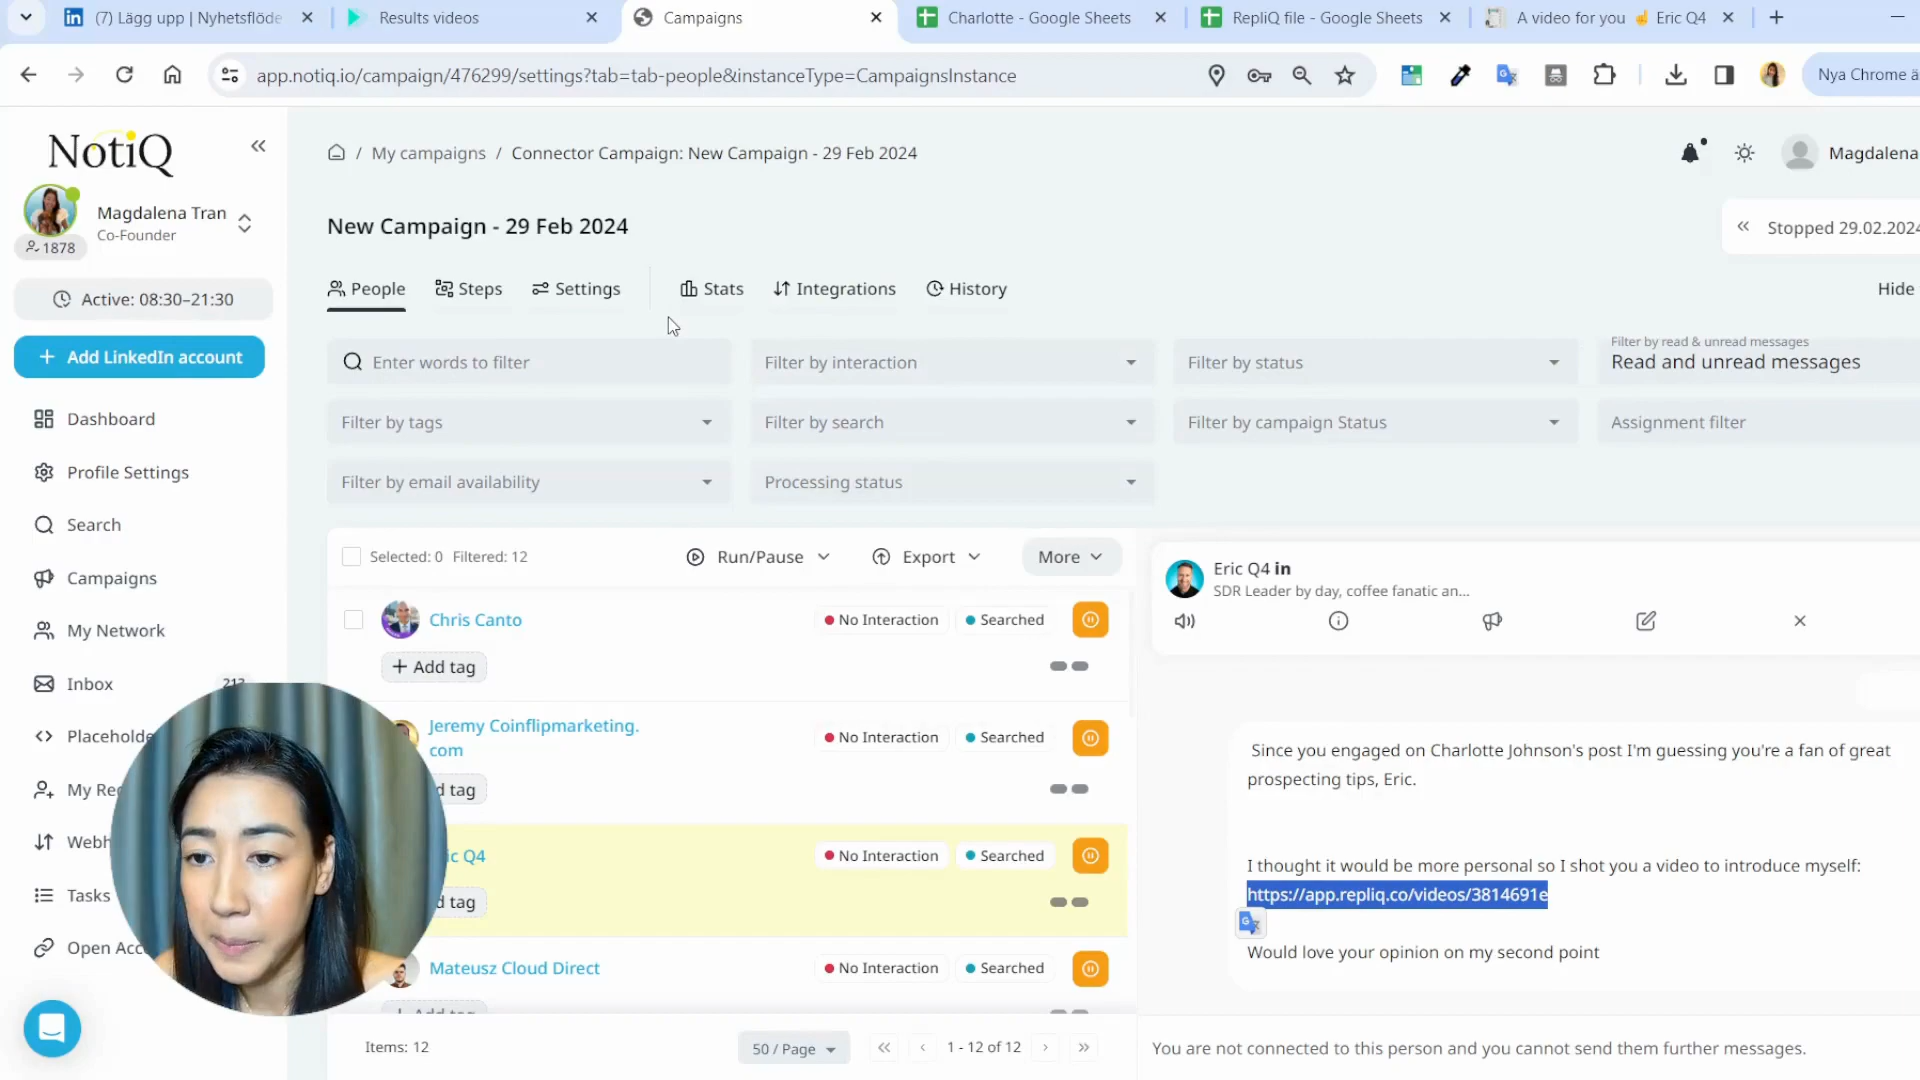 (7) Lägg upp | Nyhetsflöde
Results videos
Campaigns
Charlotte - Google Sheets
RepliQ file - Google Sheets
A video for you ☝ Eric Q4
app.notiq.io/campaign/476299/settings?tab=tab-people&instanceType=CampaignsInstance
Nya Chrome ä
NotiQ
Magdalena Tran
Co-Founder
1878
Active: 08:30–21:30
+ Add LinkedIn account
Dashboard
Profile Settings
Search
Campaigns
My Network
Inbox
213
Placeholde
My Re
Webh
Tasks
Open Acc
/ My campaigns / Connector Campaign: New Campaign - 29 Feb 2024
Magdalena
New Campaign - 29 Feb 2024
Stopped 29.02.2024
People
Steps
Settings
Stats
Integrations
History
Hide
Enter words to filter
Filter by interaction
Filter by status
Filter by read & unread messages
Read and unread messages
Filter by tags
Filter by search
Filter by campaign Status
Assignment filter
Filter by email availability
Processing status
Selected: 0 Filtered: 12
Run/Pause
Export
More
Chris Canto
No Interaction
Searched
+ Add tag
Jeremy Coinflipmarketing.
com
No Interaction
Searched
d tag
ic Q4
No Interaction
Searched
d tag
Mateusz Cloud Direct
No Interaction
Searched
+ Add tag
Items: 12
50 / Page
1 - 12 of 12
Eric Q4 in
SDR Leader by day, coffee fanatic an...
Since you engaged on Charlotte Johnson's post I'm guessing you're a fan of great
prospecting tips, Eric.
I thought it would be more personal so I shot you a video to introduce myself:
https://app.repliq.co/videos/3814691e
Would love your opinion on my second point
You are not connected to this person and you cannot send them further messages.